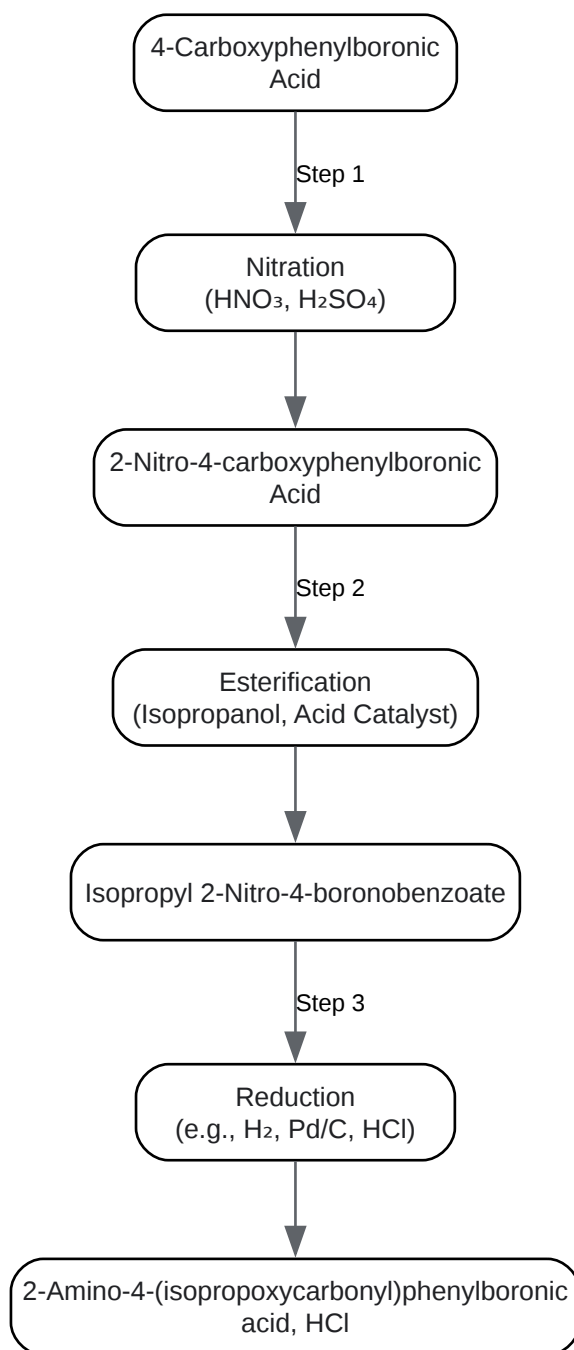 4-Carboxyphenylboronic
Acid
Step 1
Nitration
(HNO₃, H₂SO₄)
2-Nitro-4-carboxyphenylboronic
Acid
Step 2
Esterification
(Isopropanol, Acid Catalyst)
Isopropyl 2-Nitro-4-boronobenzoate
Step 3
Reduction
(e.g., H₂, Pd/C, HCl)
2-Amino-4-(isopropoxycarbonyl)phenylboronic
acid, HCl